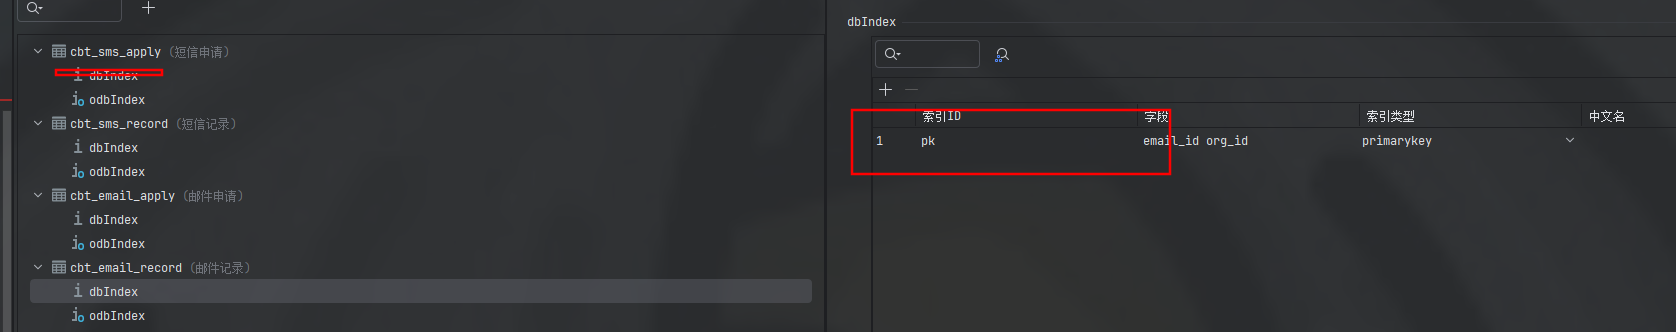 cbt_sms_apply (短信申请)
dbIndex
odbIndex
cbt_sms_record (短信记录)
dbIndex
odbIndex
cbt_email_apply (邮件申请)
dbIndex
odbIndex
cbt_email_record (邮件记录)
dbIndex
odbIndex
dbIndex
索引ID 字段 索引类型 中文名
1 pk email_id org_id primarykey